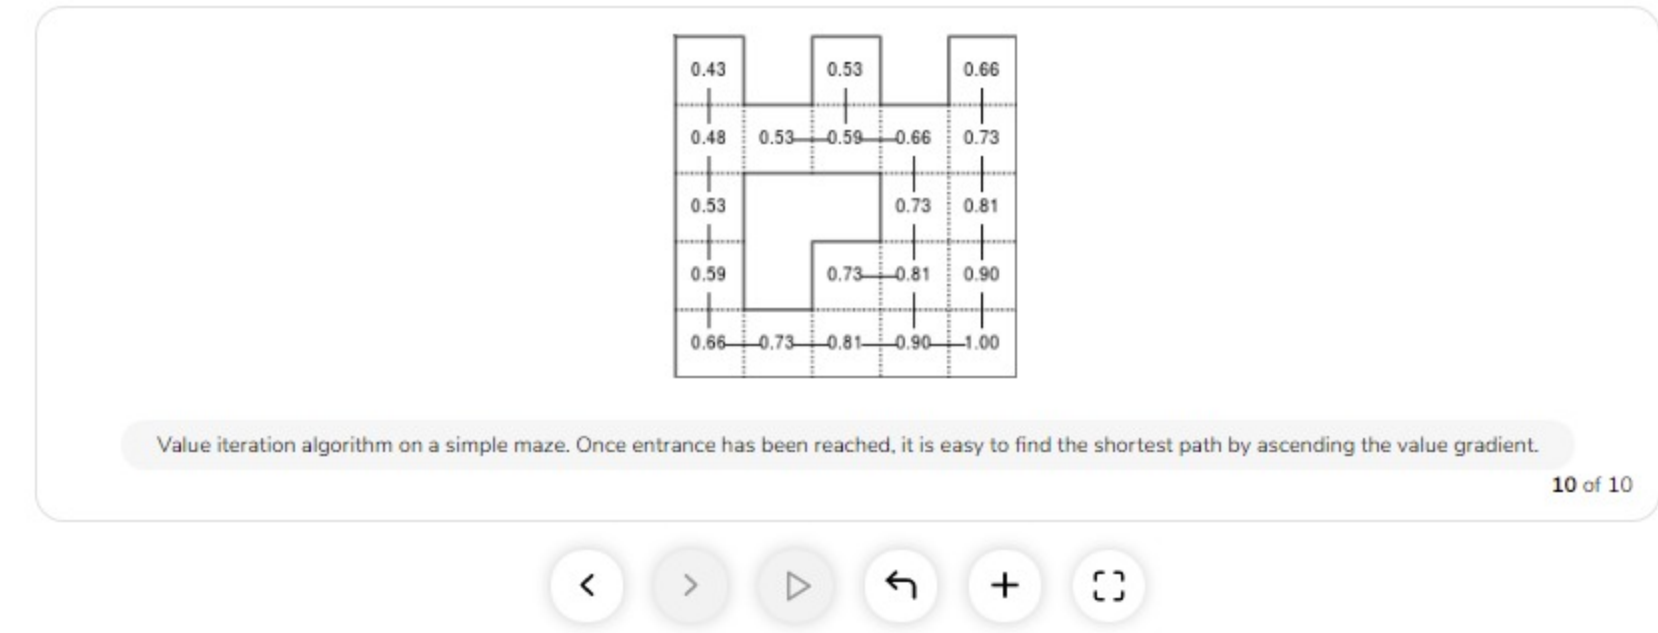 0.43 0.53 0.66
0.48 0.53 0.59 0.66 0.73
0.53 0.73 0.81
0.59 0.73 0.81 0.90
0.66 0.73 0.81 0.90 1.00
Value iteration algorithm on a simple maze. Once entrance has been reached, it is easy to find the shortest path by ascending the value gradient.
10 of 10